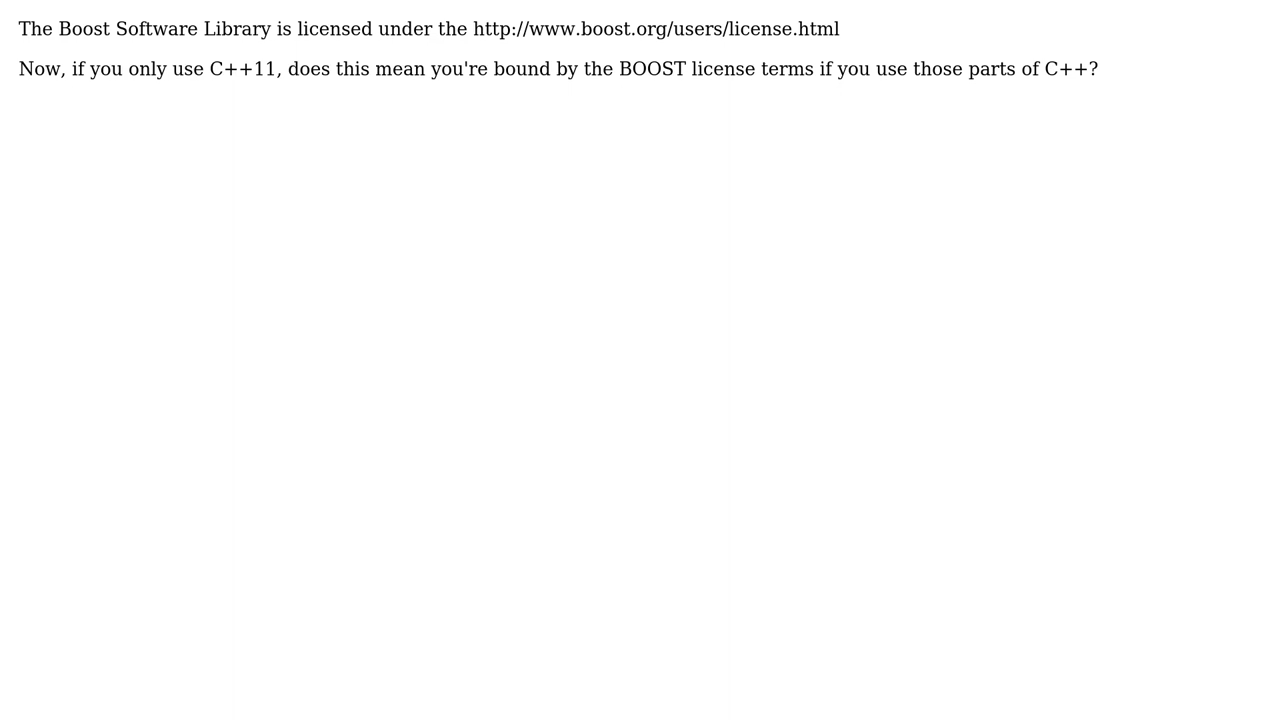 The Boost Software Library is licensed under the http://www.boost.org/users/license.html
Now, if you only use C++11, does this mean you're bound by the BOOST license terms if you use those parts of C++?